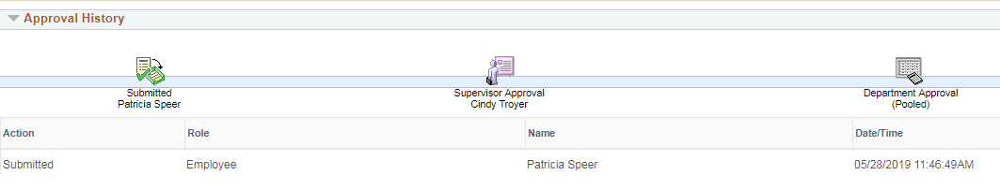 Approval History
Submitted
Patricia Speer
Supervisor Approval
Cindy Troyer
Department Approval
(Pooled)
Action Role Name Date/Time
Submitted Employee Patricia Speer 05/28/2019 11:46:49AM